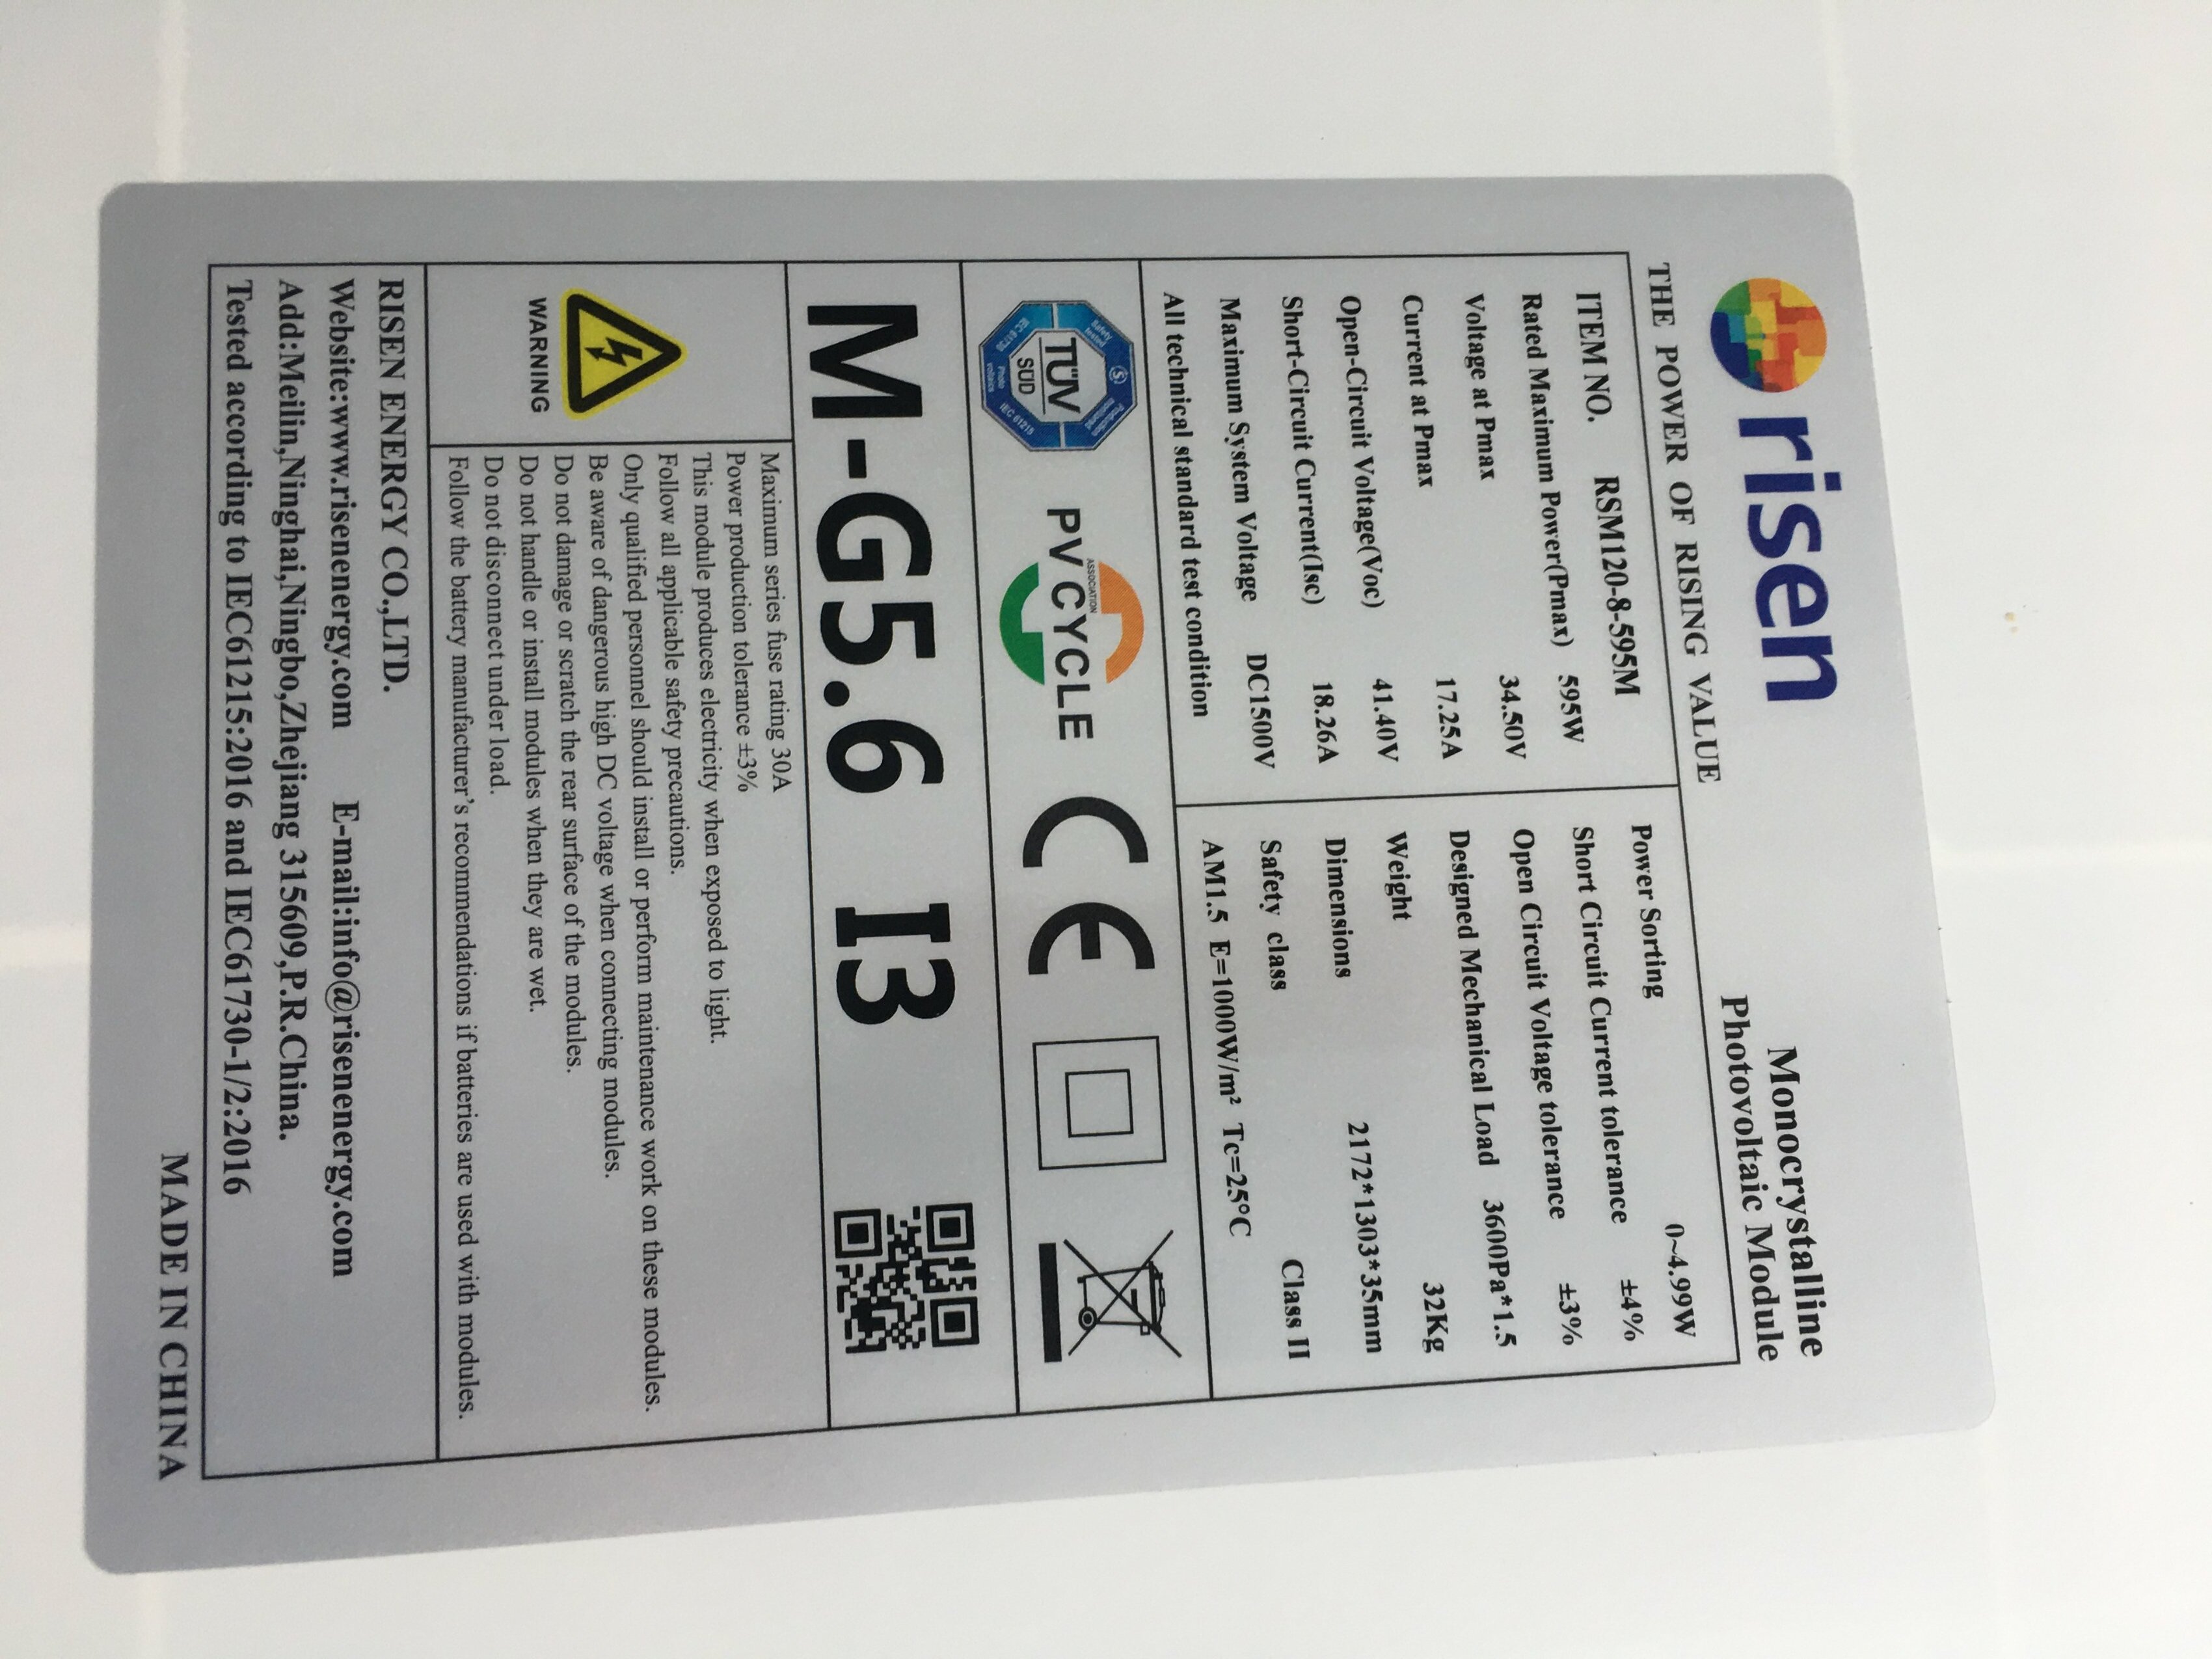 risen
THE POWER OF RISING VALUE
Monocrystalline
Photovoltaic Module
ITEM NO. RSM120-8-595M
Rated Maximum Power(Pmax) 595W
Voltage at Pmax 34.50V
Current at Pmax 17.25A
Open-Circuit Voltage(Voc) 41.40V
Short-Circuit Current(Isc) 18.26A
Maximum System Voltage DC1500V
All technical standard test condition
Power Sorting 0~4.99W
Short Circuit Current tolerance ±4%
Open Circuit Voltage tolerance ±3%
Designed Mechanical Load 3600Pa*1.5
Weight 32Kg
Dimensions 2172*1303*35mm
Safety class Class II
AM1.5 E=1000W/m² Tc=25°C
Safety tested
Production monitored
TÜV
SÜD
IEC 61730
Photo voltaics
IEC 61215
ASSOCIATION
PV CYCLE
CE
M-G5.6 I3
WARNING
Maximum series fuse rating 30A
Power production tolerance ±3%
This module produces electricity when exposed to light.
Follow all applicable safety precautions.
Only qualified personnel should install or perform maintenance work on these modules.
Be aware of dangerous high DC voltage when connecting modules.
Do not damage or scratch the rear surface of the modules.
Do not handle or install modules when they are wet.
Do not disconnect under load.
Follow the battery manufacturer's recommendations if batteries are used with modules.
RISEN ENERGY CO.,LTD.
Website:www.risenenergy.com E-mail:info@risenenergy.com
Add:Meilin,Ninghai,Ningbo,Zhejiang 315609,P.R.China.
Tested according to IEC61215:2016 and IEC61730-1/2:2016
MADE IN CHINA